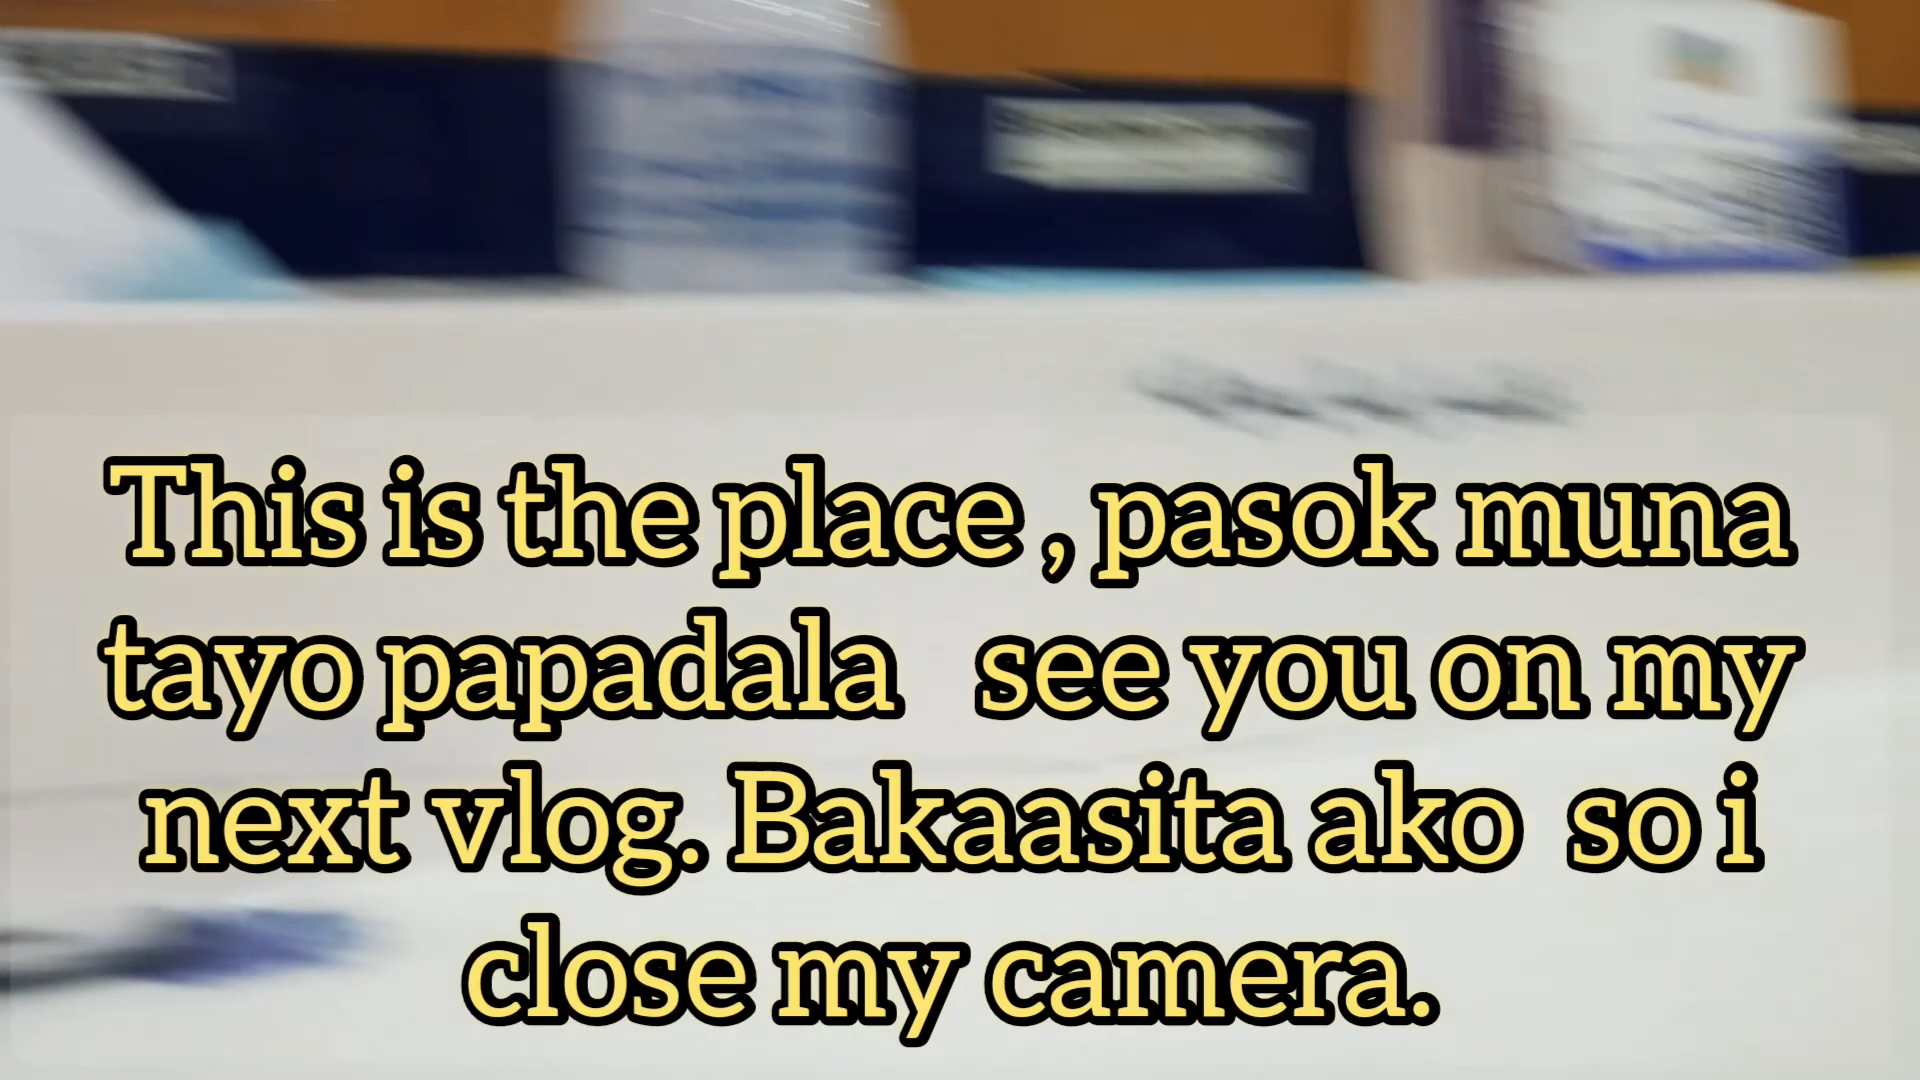 This is the place , pasok muna
tayo papadala see you on my
next vlog. Bakaasita ako so i
close my camera.